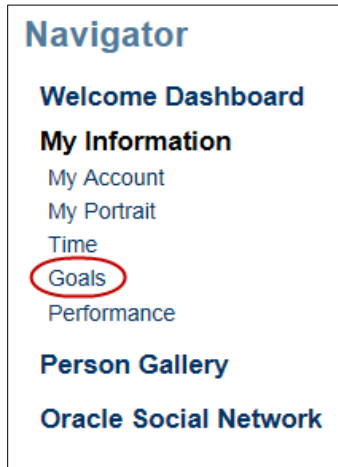 Navigator
Welcome Dashboard
My Information
My Account
My Portrait
Time
Goals
Performance
Person Gallery
Oracle Social Network